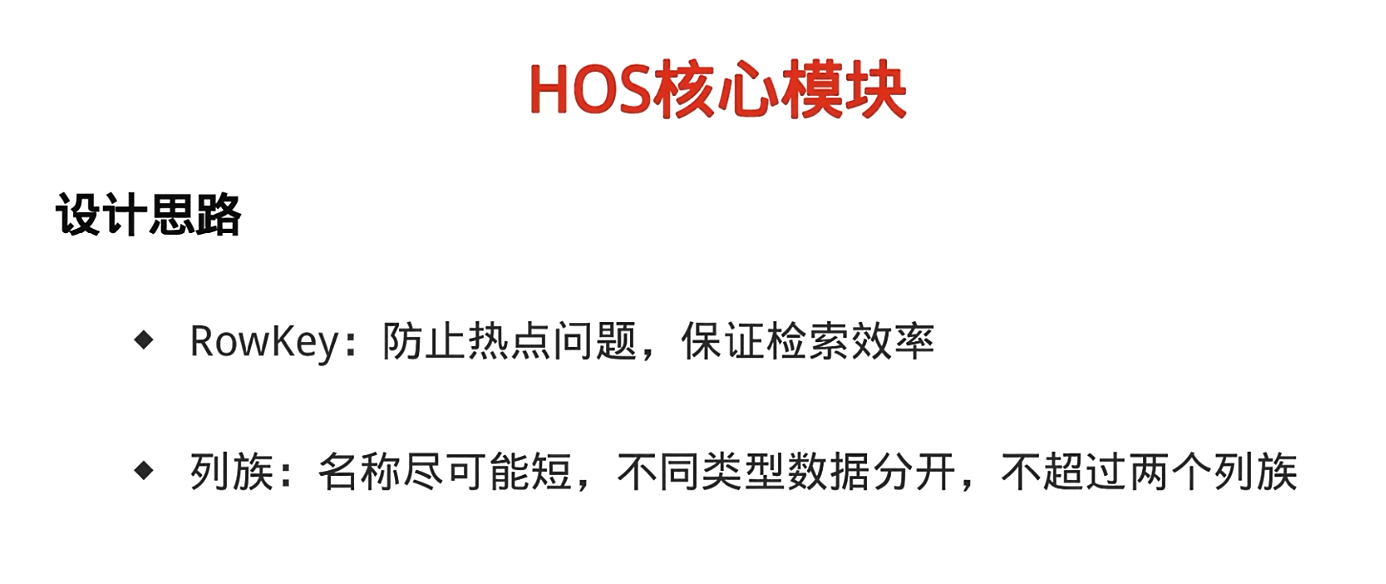 HOS核心模块
设计思路
◆ RowKey：防止热点问题，保证检索效率
◆ 列族：名称尽可能短，不同类型数据分开，不超过两个列族